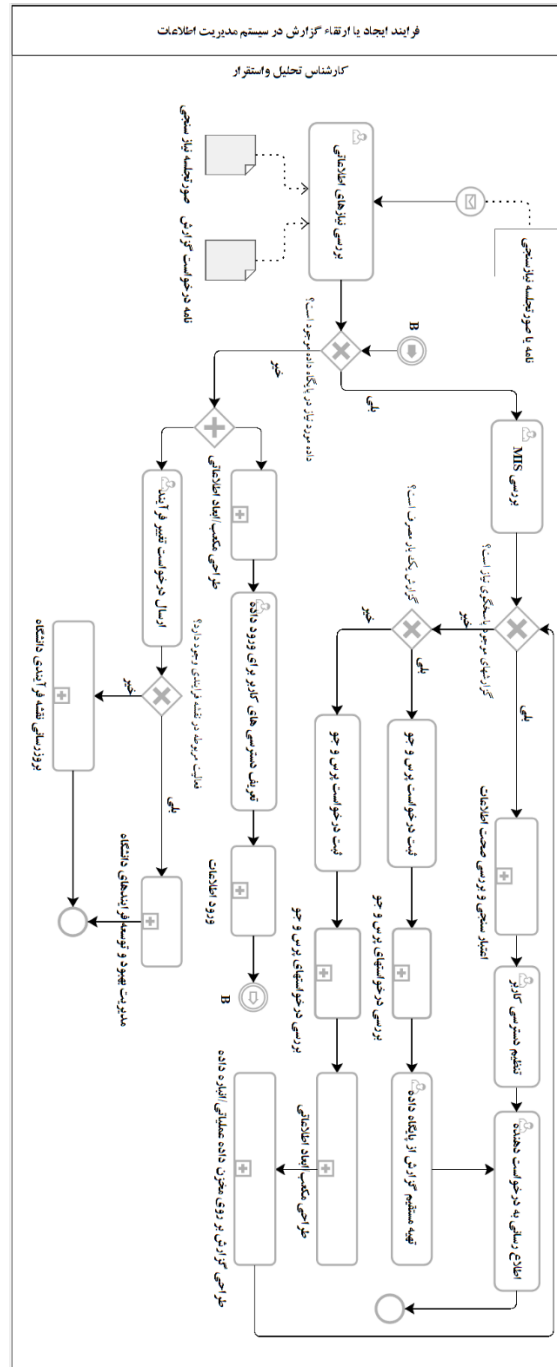 فرایند ایجاد یا ارتقاء گزارش در سیستم مدیریت اطلاعات
کارشناس تحلیل واستقرار
نامه یا صورتجلسه نیازسنجی
بررسی نیازهای اطلاعاتی
صورتجلسه نیاز سنجی
نامه درخواست گزارش
B
داده مورد نیاز در پایگاه داده موجود است؟
بلی
خیر
بررسی MIS
گزارشهای موجود پاسخگوی نیاز است؟
بلی
خیر
اعتبار سنجی و بررسی صحت اطلاعات
تنظیم دسترسی کاربر
اطلاع رسانی به درخواست دهنده
گزارش یک بار مصرف است؟
بلی
خیر
ثبت درخواست پرس و جو
بررسی درخواستهای پرس و جو
تهیه مستقیم گزارش از پایگاه داده
ثبت درخواست پرس و جو
بررسی درخواستهای پرس و جو
طراحی مکعب ابعاد اطلاعاتی
طراحی گزارش بر روی مخزن داده عملیاتی/انباره داده
طراحی مکعب/ابعاد اطلاعاتی
تعریف دسترسی های کاربر برای ورود داده
ورود اطلاعات
B
ارسال درخواست تغییر فرآیند
فعالیت مربوطه در نقشه فرایندی وجود دارد؟
بلی
خیر
مدیریت بهبود و توسعه فرایندهای دانشگاه
بروزرسانی نقشه فرآیندی دانشگاه